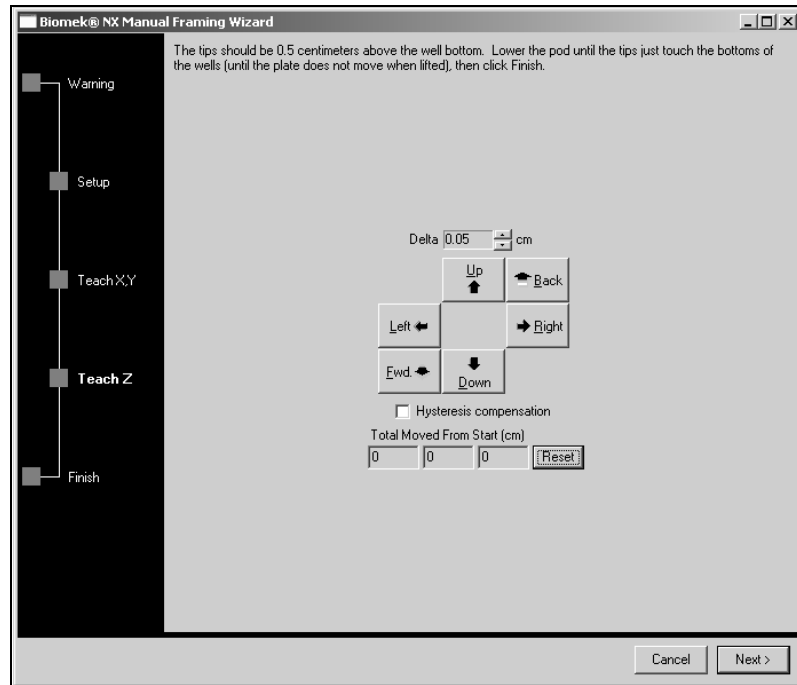 Biomek® NX Manual Framing Wizard
The tips should be 0.5 centimeters above the well bottom. Lower the pod until the tips just touch the bottoms of
the wells (until the plate does not move when lifted), then click Finish.
Warning
Setup
Teach X,Y
Teach Z
Finish
Delta 0.05 cm
Up
Back
Left
Right
Fwd.
Down
Hysteresis compensation
Total Moved From Start (cm)
0 0 0 Reset
Cancel Next >